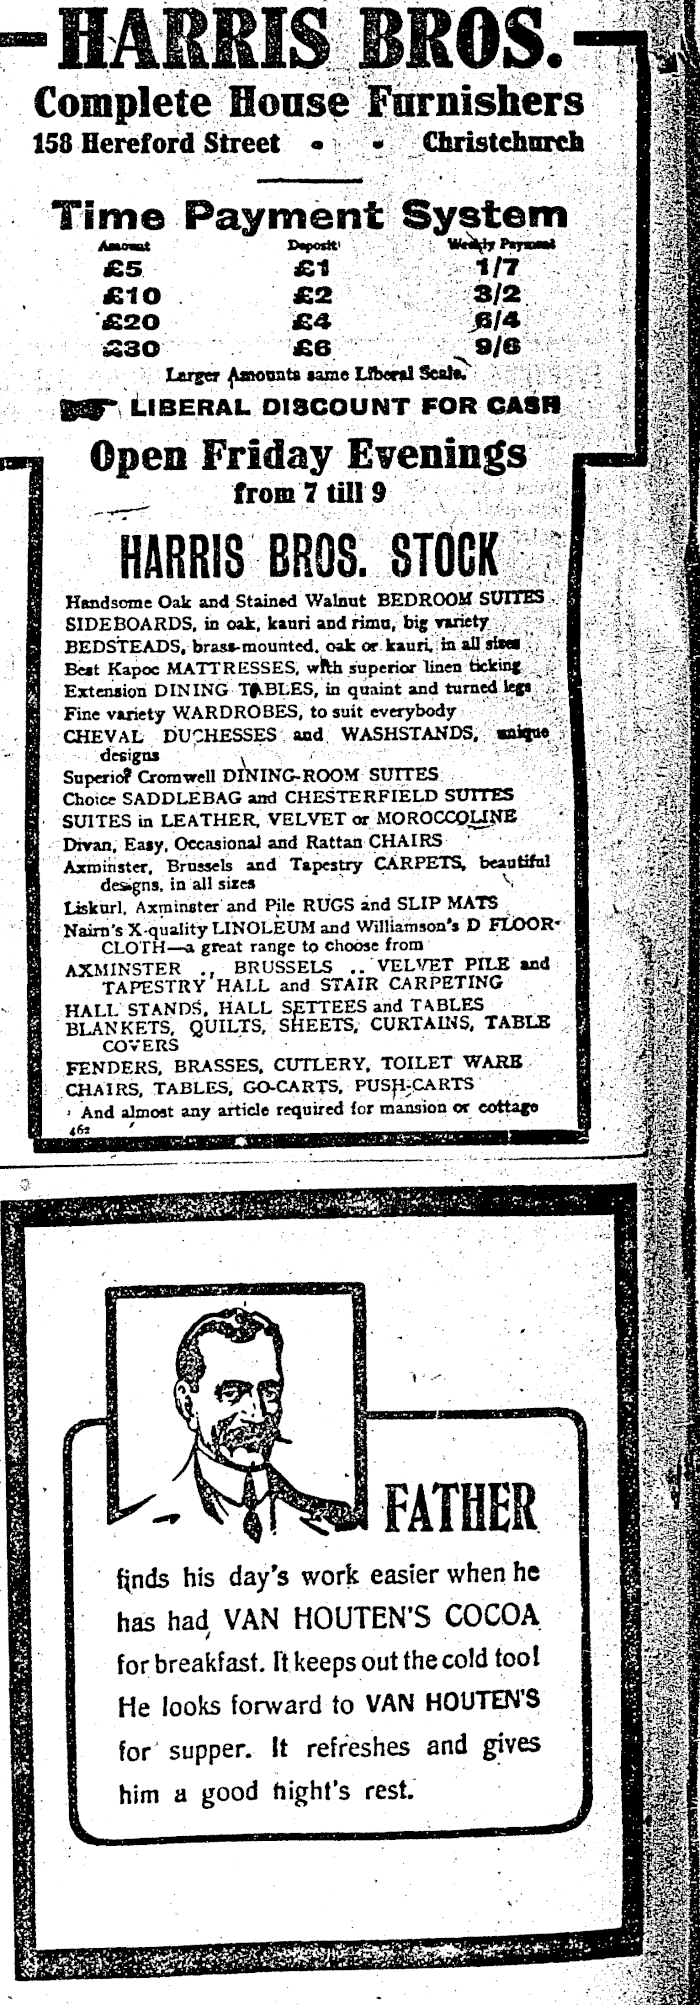 HARRIS BROS.
Complete House Furnishers
158 Hereford Street - - Christchurch
Time Payment System
Amount Deposit Weekly Payment
£5 £1 1/7
£10 £2 3/2
£20 £4 6/4
£30 £6 9/6
Larger Amounts same Liberal Scale.
LIBERAL DISCOUNT FOR CASH
Open Friday Evenings
from 7 till 9
HARRIS BROS. STOCK
Handsome Oak and Stained Walnut BEDROOM SUITES
SIDEBOARDS, in oak, kauri and rimu, big variety
BEDSTEADS, brass-mounted, oak or kauri, in all sizes
Best Kapoc MATTRESSES, with superior linen ticking
Extension DINING TABLES, in quaint and turned legs
Fine variety WARDROBES, to suit everybody
CHEVAL DUCHESSES and WASHSTANDS, unique
designs
Superior Cromwell DINING-ROOM SUITES
Choice SADDLEBAG and CHESTERFIELD SUITES
SUITES in LEATHER, VELVET or MOROCCOLINE
Divan, Easy, Occasional and Rattan CHAIRS
Axminster, Brussels and Tapestry CARPETS, beautiful
designs, in all sizes
Liskurl, Axminster and Pile RUGS and SLIP MATS
Nairn's X-quality LINOLEUM and Williamson's D FLOOR-
CLOTH—a great range to choose from
AXMINSTER .. BRUSSELS .. VELVET PILE and
TAPESTRY HALL and STAIR CARPETING
HALL STANDS, HALL SETTEES and TABLES
BLANKETS, QUILTS, SHEETS, CURTAINS, TABLE
COVERS
FENDERS, BRASSES, CUTLERY, TOILET WARE
CHAIRS, TABLES, GO-CARTS, PUSH-CARTS
And almost any article required for mansion or cottage
462
FATHER
finds his day's work easier when he
has had VAN HOUTEN'S COCOA
for breakfast. It keeps out the cold too!
He looks forward to VAN HOUTEN'S
for supper. It refreshes and gives
him a good night's rest.